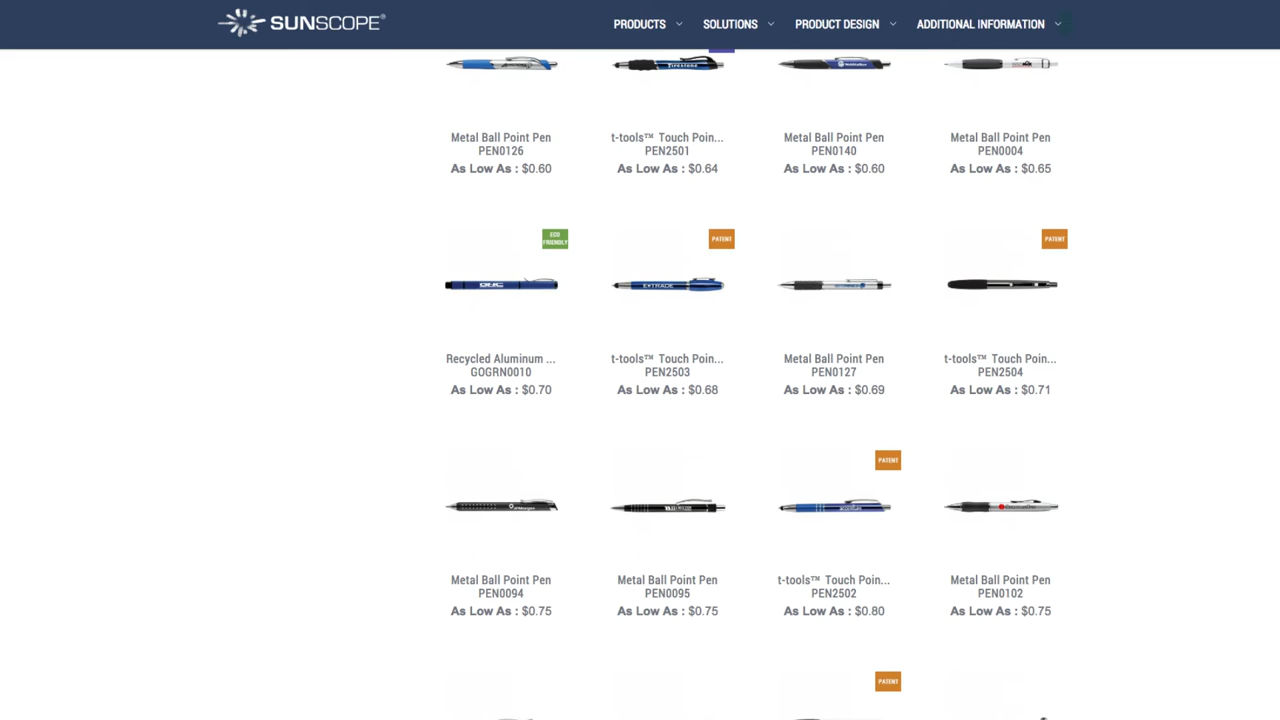 SUNSCOPE®
PRODUCTS SOLUTIONS PRODUCT DESIGN ADDITIONAL INFORMATION
Firestone
Metal Ball Point Pen t-tools™ Touch Poin... Metal Ball Point Pen Metal Ball Point Pen
PEN0126 PEN2501 PEN0140 PEN0004
As Low As : $0.60 As Low As : $0.64 As Low As : $0.60 As Low As : $0.65
ECO FRIENDLY PATENT PATENT
E*TRADE
Recycled Aluminum ... t-tools™ Touch Poin... Metal Ball Point Pen t-tools™ Touch Poin...
GOGRN0010 PEN2503 PEN0127 PEN2504
As Low As : $0.70 As Low As : $0.68 As Low As : $0.69 As Low As : $0.71
PATENT
Metal Ball Point Pen Metal Ball Point Pen t-tools™ Touch Poin... Metal Ball Point Pen
PEN0094 PEN0095 PEN2502 PEN0102
As Low As : $0.75 As Low As : $0.75 As Low As : $0.80 As Low As : $0.75
PATENT